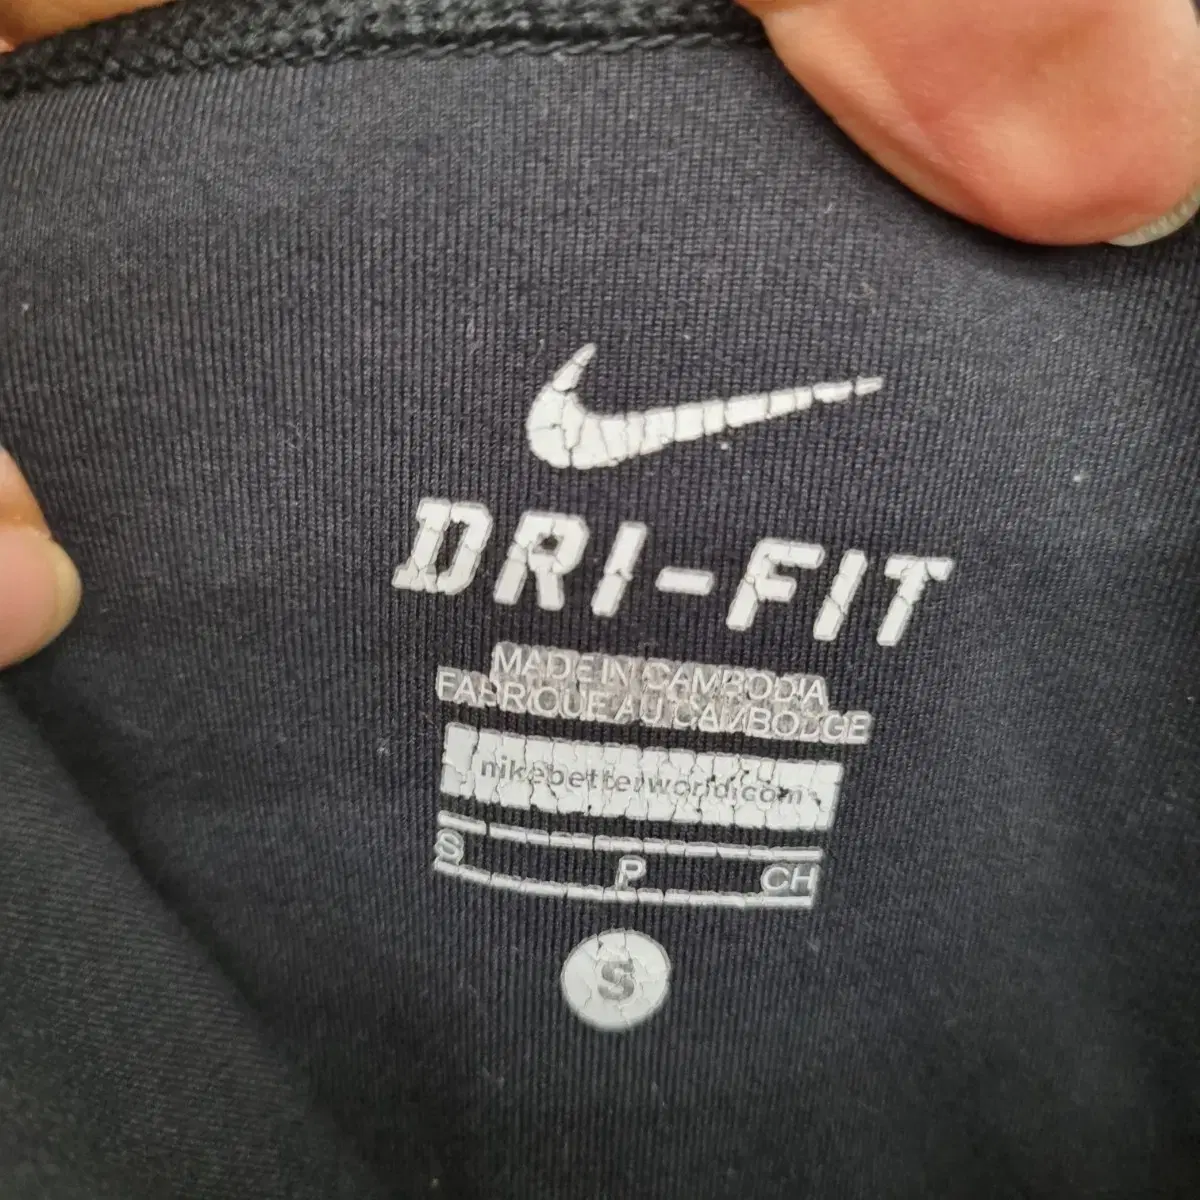 DRI-FIT
MADE IN CAMBODIA
FABRIQUE AU CAMBODGE
nikebetterworld.com
S P CH
S